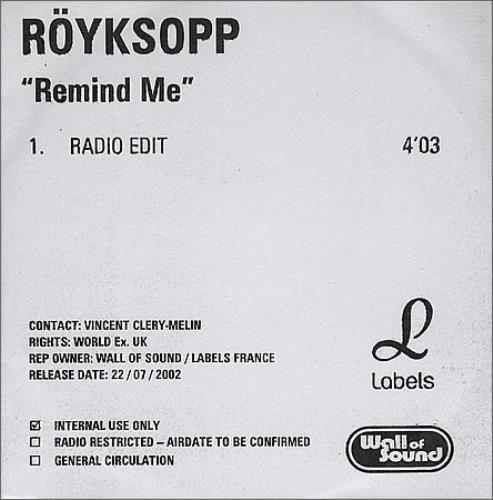 RÖYKSOPP
“Remind Me”
1. RADIO EDIT 4'03
CONTACT: VINCENT CLERY-MELIN
RIGHTS: WORLD Ex. UK
REP OWNER: WALL OF SOUND / LABELS FRANCE
RELEASE DATE: 22 / 07 / 2002
L
Labels
☑ INTERNAL USE ONLY
☐ RADIO RESTRICTED – AIRDATE TO BE CONFIRMED
☐ GENERAL CIRCULATION
Wall of
Sound